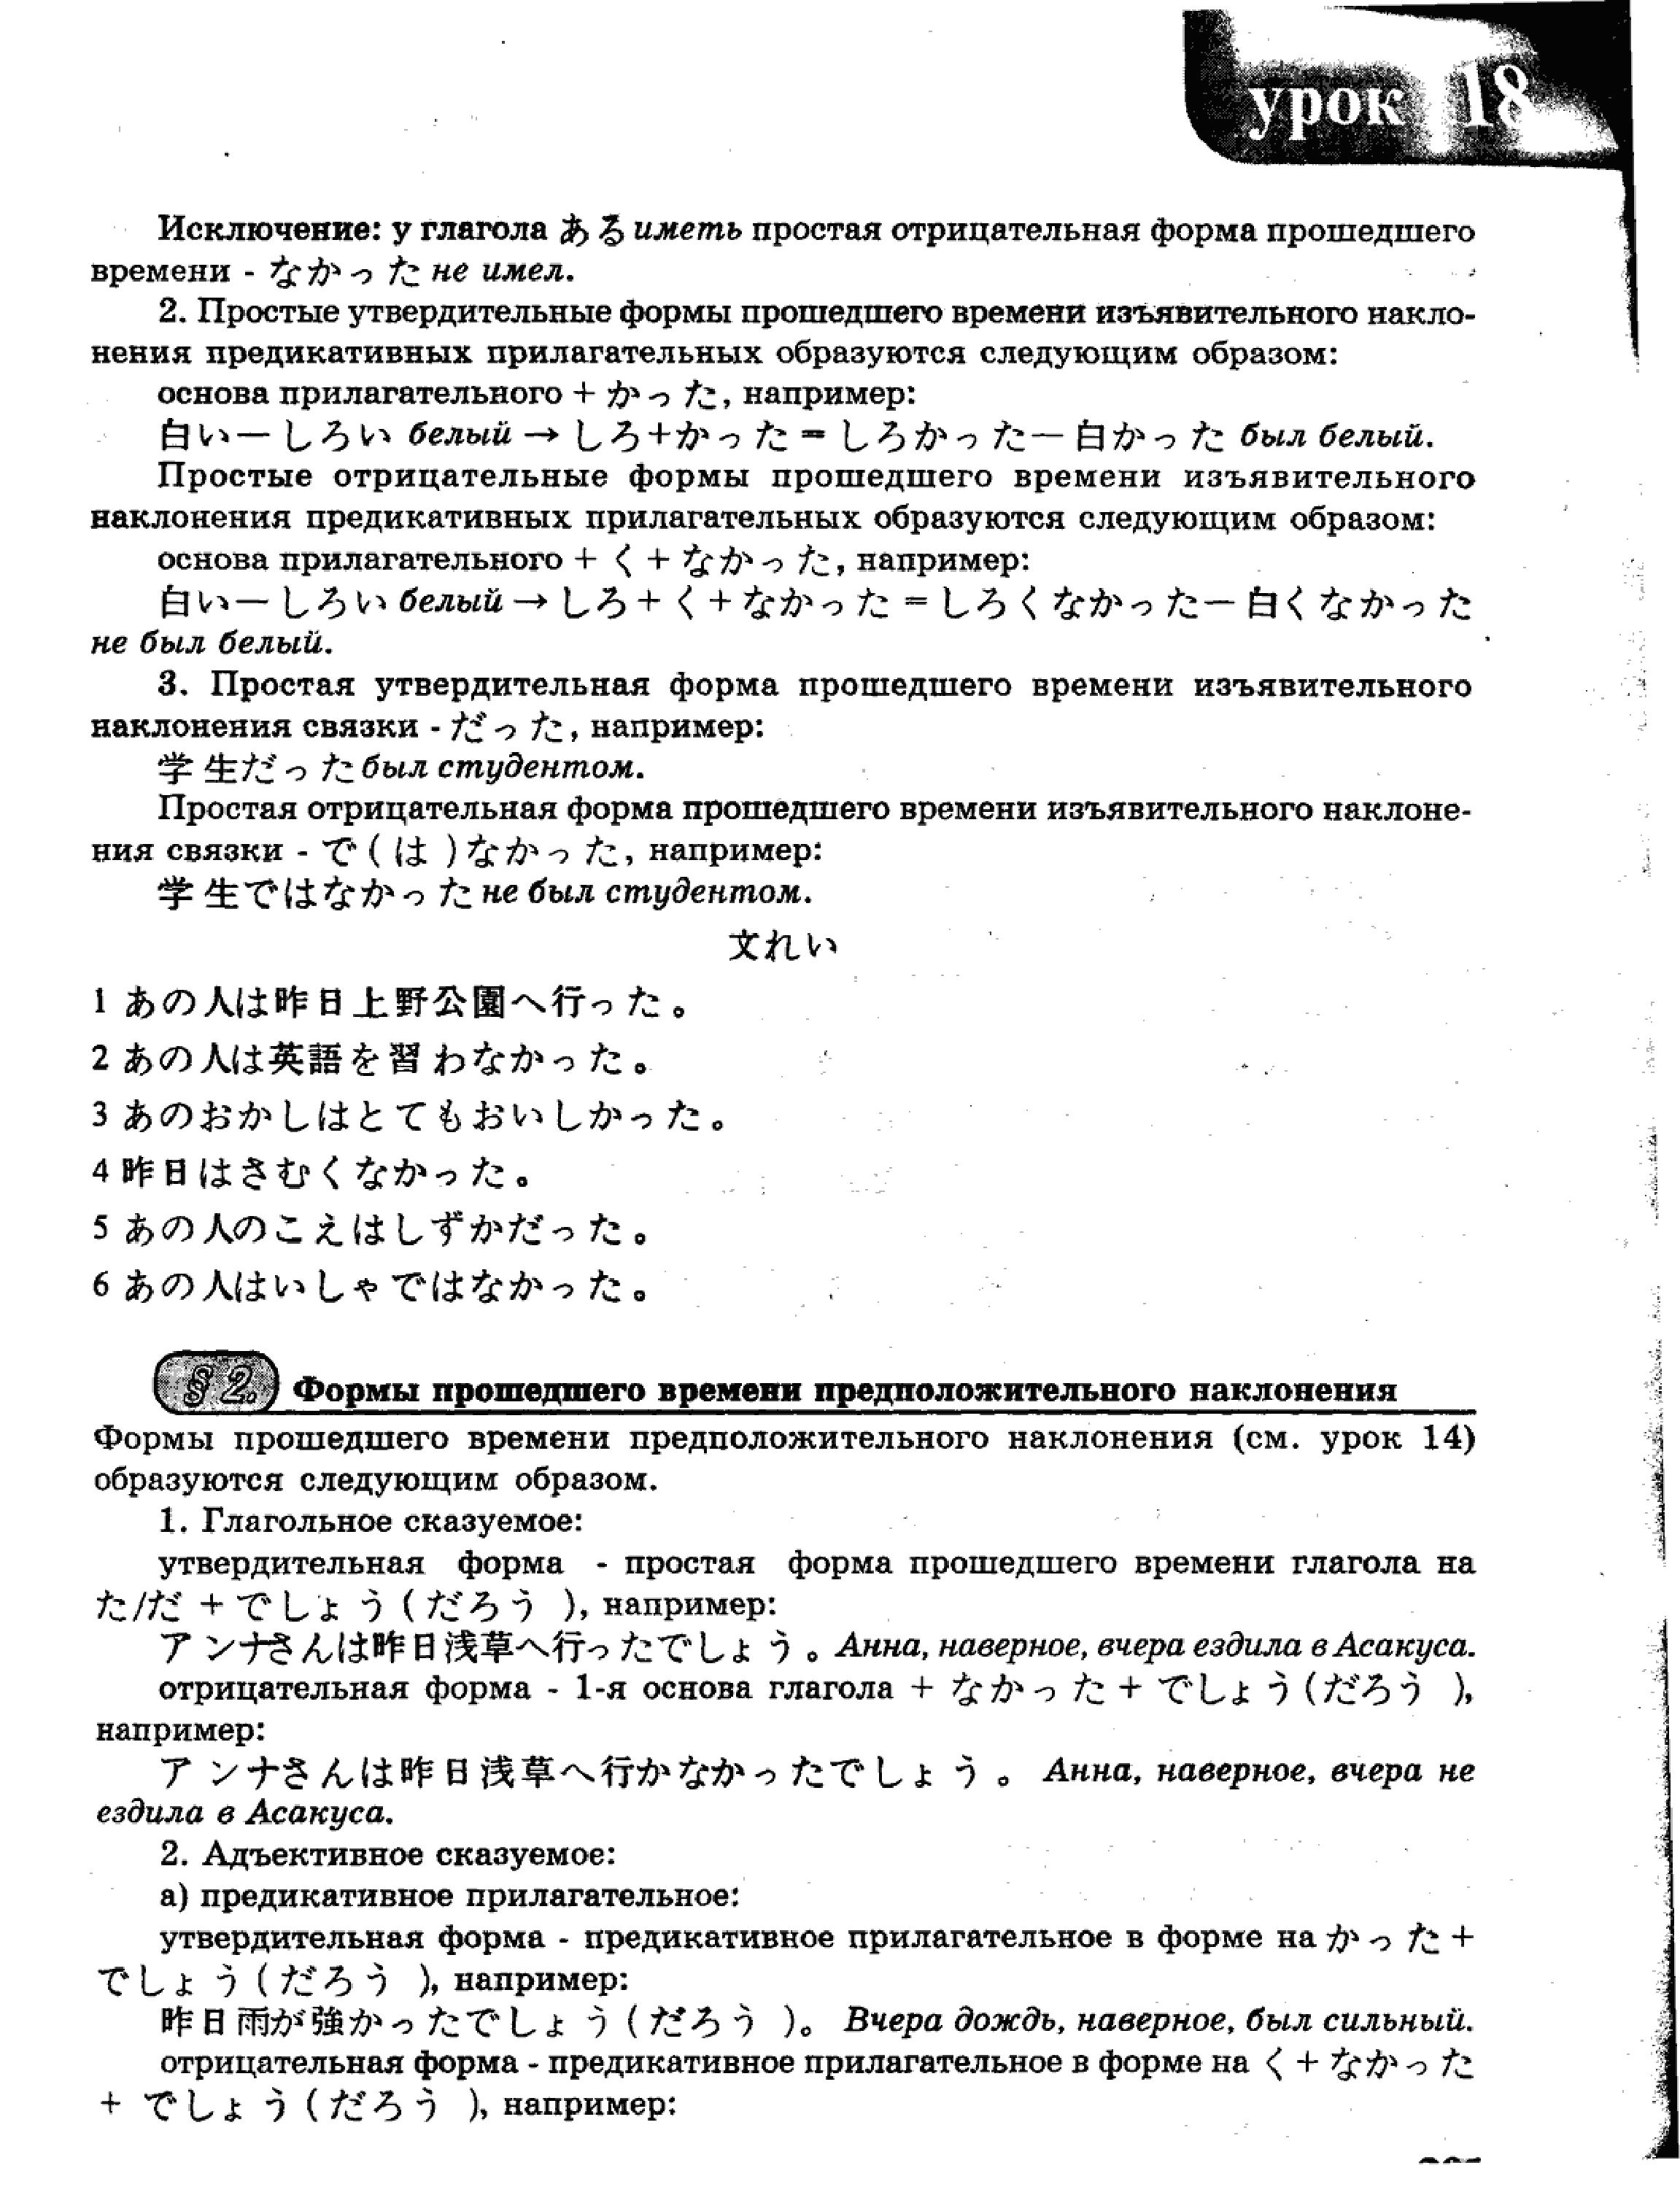 урок 18
Исключение: у глагола ある иметь простая отрицательная форма прошедшего
времени - なかった не имел.
2. Простые утвердительные формы прошедшего времени изъявительного накло-
нения предикативных прилагательных образуются следующим образом:
основа прилагательного + かった, например:
白い—しろい белый → しろ+かった = しろかった—白かった был белый.
Простые отрицательные формы прошедшего времени изъявительного
наклонения предикативных прилагательных образуются следующим образом:
основа прилагательного + く + なかった, например:
白い—しろい белый → しろ+く+なかった = しろくなかった—白くなかった
не был белый.
3. Простая утвердительная форма прошедшего времени изъявительного
наклонения связки - だった, например:
学生だった был студентом.
Простая отрицательная форма прошедшего времени изъявительного наклоне-
ния связки - で(は)なかった, например:
学生ではなかった не был студентом.
文れい
1 あの人は昨日上野公園へ行った。
2 あの人は英語を習わなかった。
3 あのおかしはとてもおいしかった。
4 昨日はさむくなかった。
5 あの人のこえはしずかだった。
6 あの人はいしゃではなかった。
§ 2. Формы прошедшего времени предположительного наклонения
Формы прошедшего времени предположительного наклонения (см. урок 14)
образуются следующим образом.
1. Глагольное сказуемое:
утвердительная форма - простая форма прошедшего времени глагола на
た/だ + でしょう(だろう), например:
アンナさんは昨日浅草へ行ったでしょう。Анна, наверное, вчера ездила в Асакуса.
отрицательная форма - 1-я основа глагола + なかった + でしょう(だろう),
например:
アンナさんは昨日浅草へ行かなかったでしょう。Анна, наверное, вчера не
ездила в Асакуса.
2. Адъективное сказуемое:
а) предикативное прилагательное:
утвердительная форма - предикативное прилагательное в форме на かった +
でしょう(だろう), например:
昨日雨が強かったでしょう(だろう)。Вчера дождь, наверное, был сильный.
отрицательная форма - предикативное прилагательное в форме на く + なかった
+ でしょう(だろう), например: